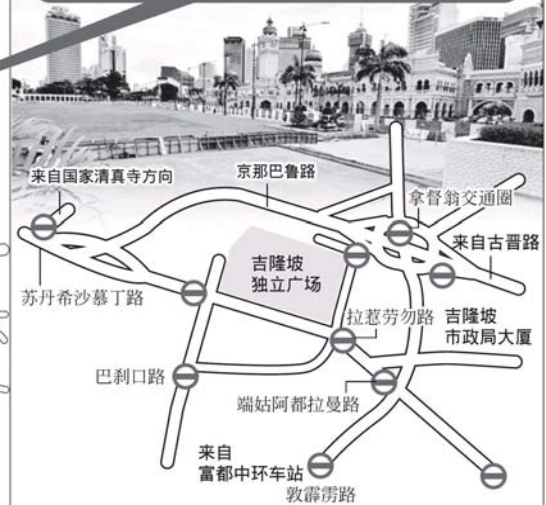 来自国家清真寺方向
京那巴鲁路
拿督翁交通圈
来自古晋路
苏丹希沙慕丁路
吉隆坡
独立广场
拉惹劳勿路
吉隆坡
市政局大厦
巴刹口路
端姑阿都拉曼路
来自
富都中环车站
敦霹雳路